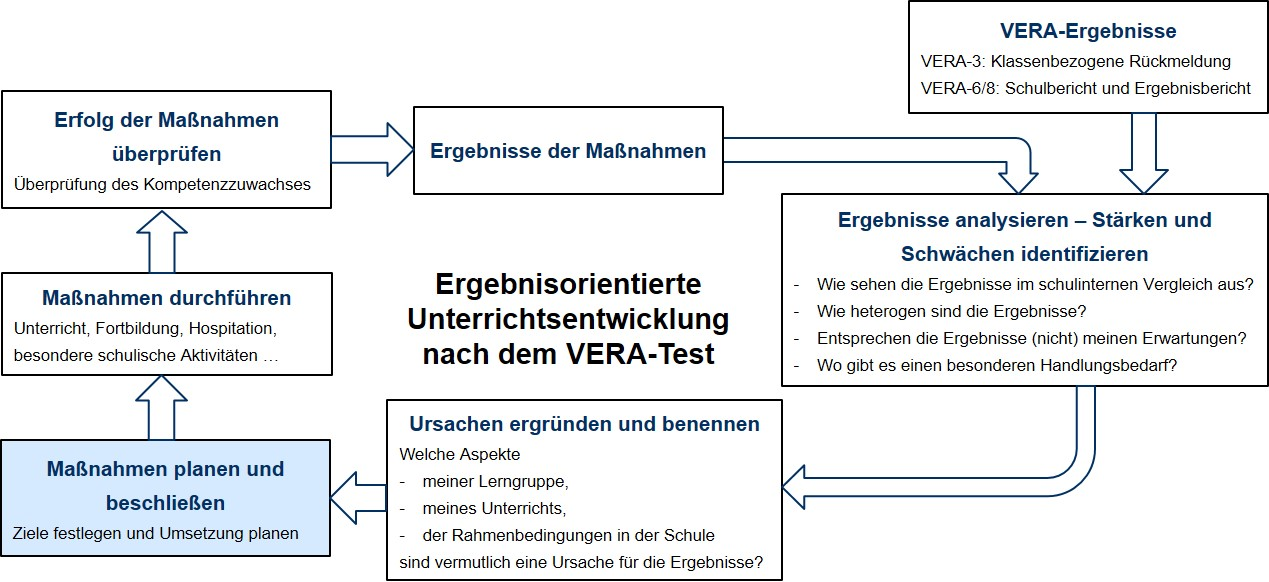 VERA-Ergebnisse
VERA-3: Klassenbezogene Rückmeldung
VERA-6/8: Schulbericht und Ergebnisbericht
Erfolg der Maßnahmen
überprüfen
Überprüfung des Kompetenzzuwachses
Ergebnisse der Maßnahmen
Ergebnisse analysieren – Stärken und
Schwächen identifizieren
- Wie sehen die Ergebnisse im schulinternen Vergleich aus?
- Wie heterogen sind die Ergebnisse?
- Entsprechen die Ergebnisse (nicht) meinen Erwartungen?
- Wo gibt es einen besonderen Handlungsbedarf?
Ergebnisorientierte
Unterrichtsentwicklung
nach dem VERA-Test
Maßnahmen durchführen
Unterricht, Fortbildung, Hospitation,
besondere schulische Aktivitäten …
Ursachen ergründen und benennen
Welche Aspekte
- meiner Lerngruppe,
- meines Unterrichts,
- der Rahmenbedingungen in der Schule
sind vermutlich eine Ursache für die Ergebnisse?
Maßnahmen planen und
beschließen
Ziele festlegen und Umsetzung planen